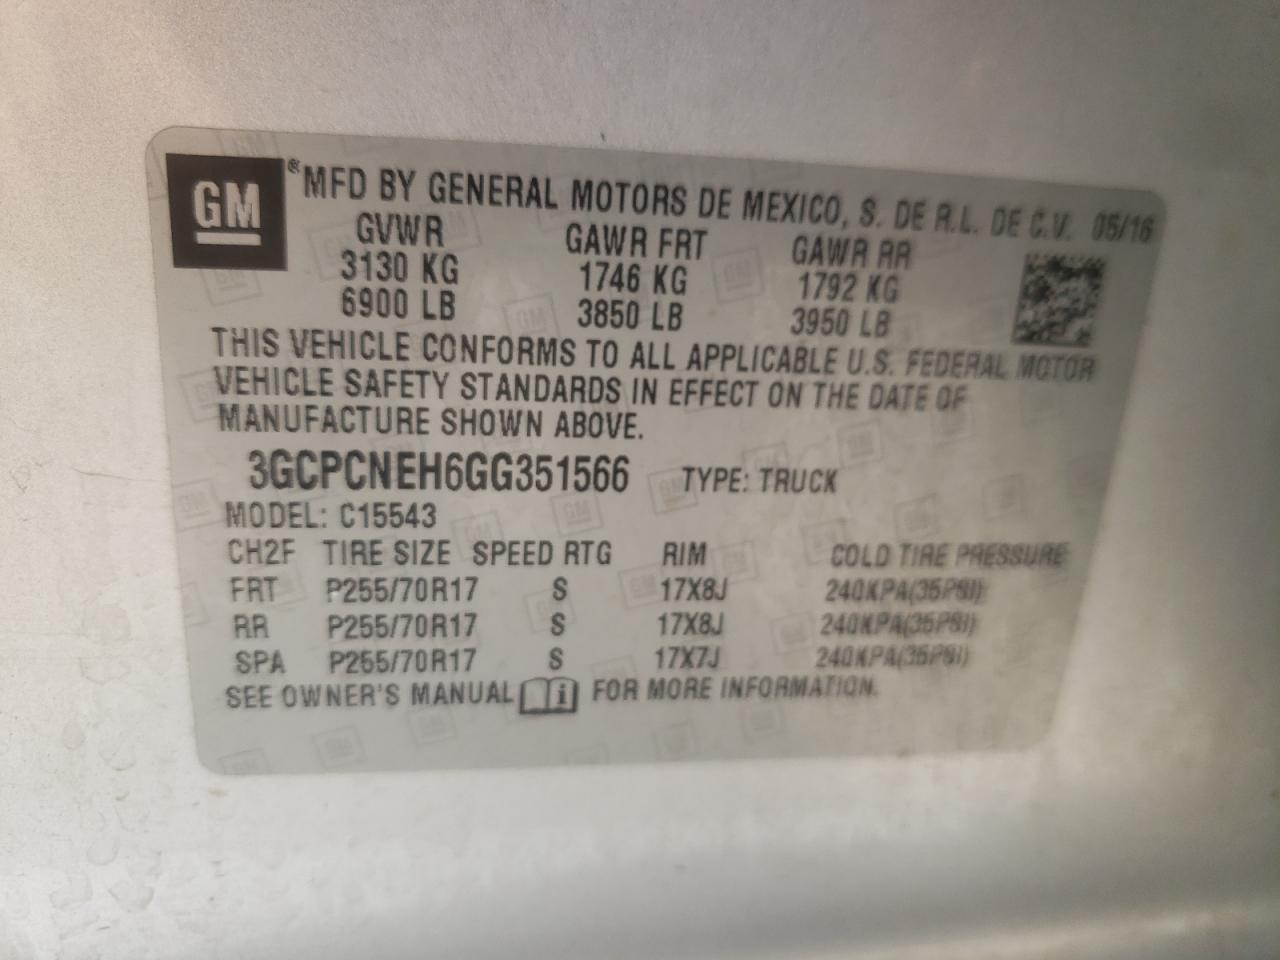 GM
®MFD BY GENERAL MOTORS DE MEXICO, S. DE R.L. DE C.V. 05/16
GVWR GAWR FRT GAWR RR
3130 KG 1746 KG 1792 KG
6900 LB 3850 LB 3950 LB
THIS VEHICLE CONFORMS TO ALL APPLICABLE U.S. FEDERAL MOTOR
VEHICLE SAFETY STANDARDS IN EFFECT ON THE DATE OF
MANUFACTURE SHOWN ABOVE.
3GCPCNEH6GG351566 TYPE: TRUCK
MODEL: C15543
CH2F TIRE SIZE SPEED RTG RIM COLD TIRE PRESSURE
FRT P255/70R17 S 17X8J 240KPA(35PSI)
RR P255/70R17 S 17X8J 240KPA(35PSI)
SPA P255/70R17 S 17X7J 240KPA(35PSI)
SEE OWNER'S MANUAL i FOR MORE INFORMATION.